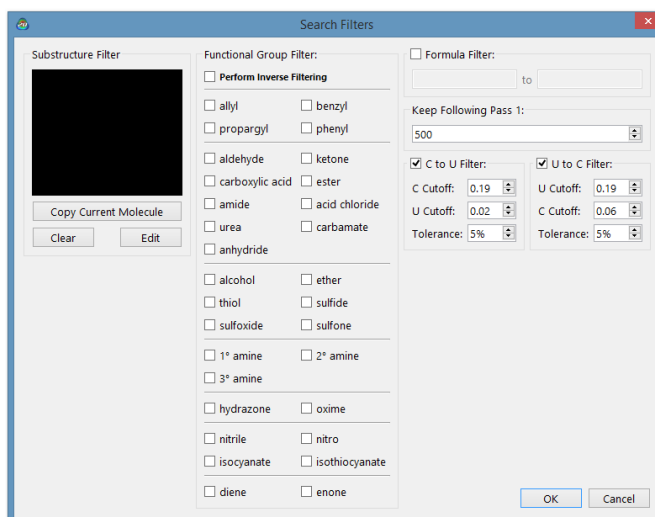 Search Filters
Substructure Filter
Copy Current Molecule
Clear Edit
Functional Group Filter:
Perform Inverse Filtering
allyl benzyl
propargyl phenyl
aldehyde ketone
carboxylic acid ester
amide acid chloride
urea carbamate
anhydride
alcohol ether
thiol sulfide
sulfoxide sulfone
1° amine 2° amine
3° amine
hydrazone oxime
nitrile nitro
isocyanate isothiocyanate
diene enone
Formula Filter:
to
Keep Following Pass 1:
500
C to U Filter:
C Cutoff: 0.19
U Cutoff: 0.02
Tolerance: 5%
U to C Filter:
U Cutoff: 0.19
C Cutoff: 0.06
Tolerance: 5%
OK Cancel